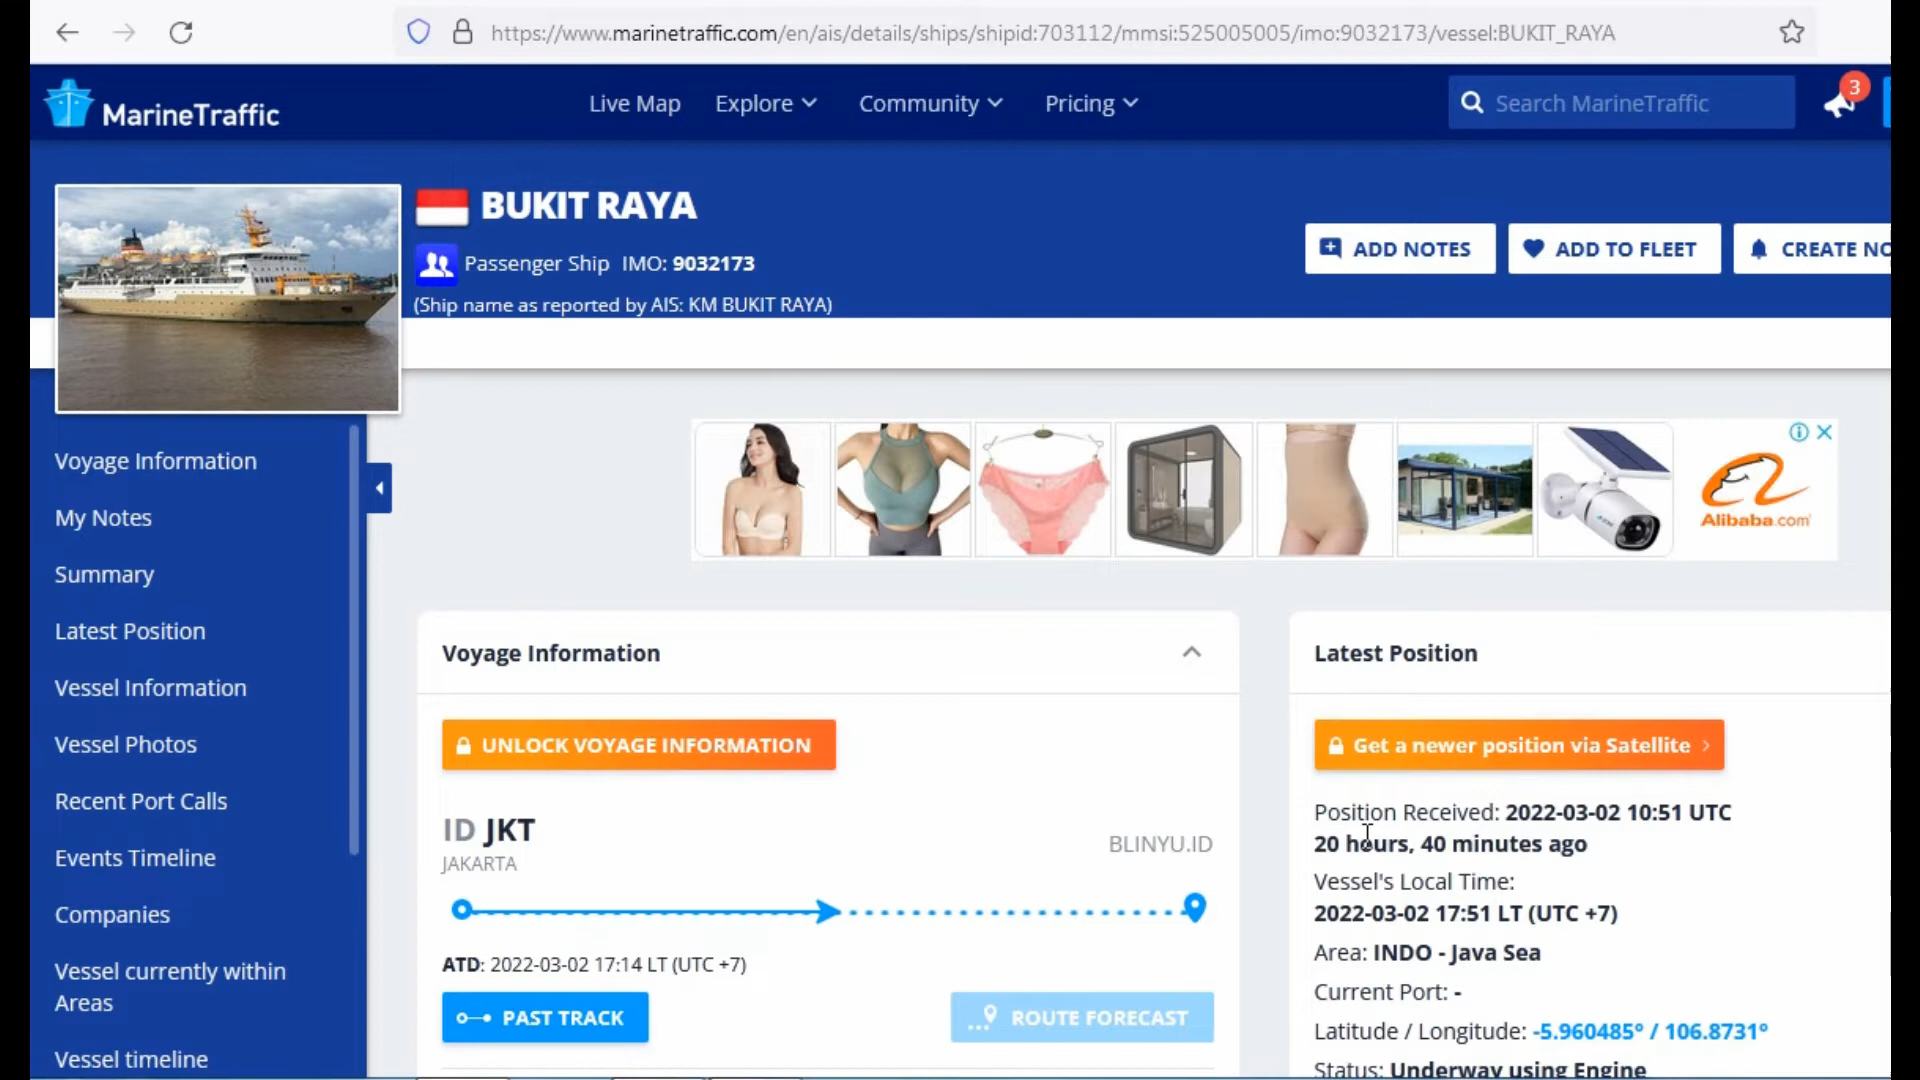 https://www.marinetraffic.com/en/ais/details/ships/shipid:703112/mmsi:525005005/imo:9032173/vessel:BUKIT_RAYA
MarineTraffic
Live Map
Explore
Community
Pricing
Search MarineTraffic
3
BUKIT RAYA
Passenger Ship IMO: 9032173
(Ship name as reported by AIS: KM BUKIT RAYA)
ADD NOTES
ADD TO FLEET
CREATE NO
Alibaba.com
Voyage Information
My Notes
Summary
Latest Position
Vessel Information
Vessel Photos
Recent Port Calls
Events Timeline
Companies
Vessel currently within
Areas
Vessel timeline
Voyage Information
UNLOCK VOYAGE INFORMATION
ID JKT
JAKARTA
BLINYU.ID
ATD: 2022-03-02 17:14 LT (UTC +7)
PAST TRACK
ROUTE FORECAST
Latest Position
Get a newer position via Satellite
Position Received: 2022-03-02 10:51 UTC
20 hours, 40 minutes ago
Vessel's Local Time:
2022-03-02 17:51 LT (UTC +7)
Area: INDO - Java Sea
Current Port: -
Latitude / Longitude: -5.960485° / 106.8731°
Status: Underway using Engine